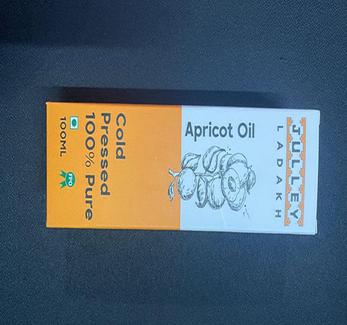 JULLEY
LADAKH
Apricot Oil
Cold
Pressed
100% Pure
100ML